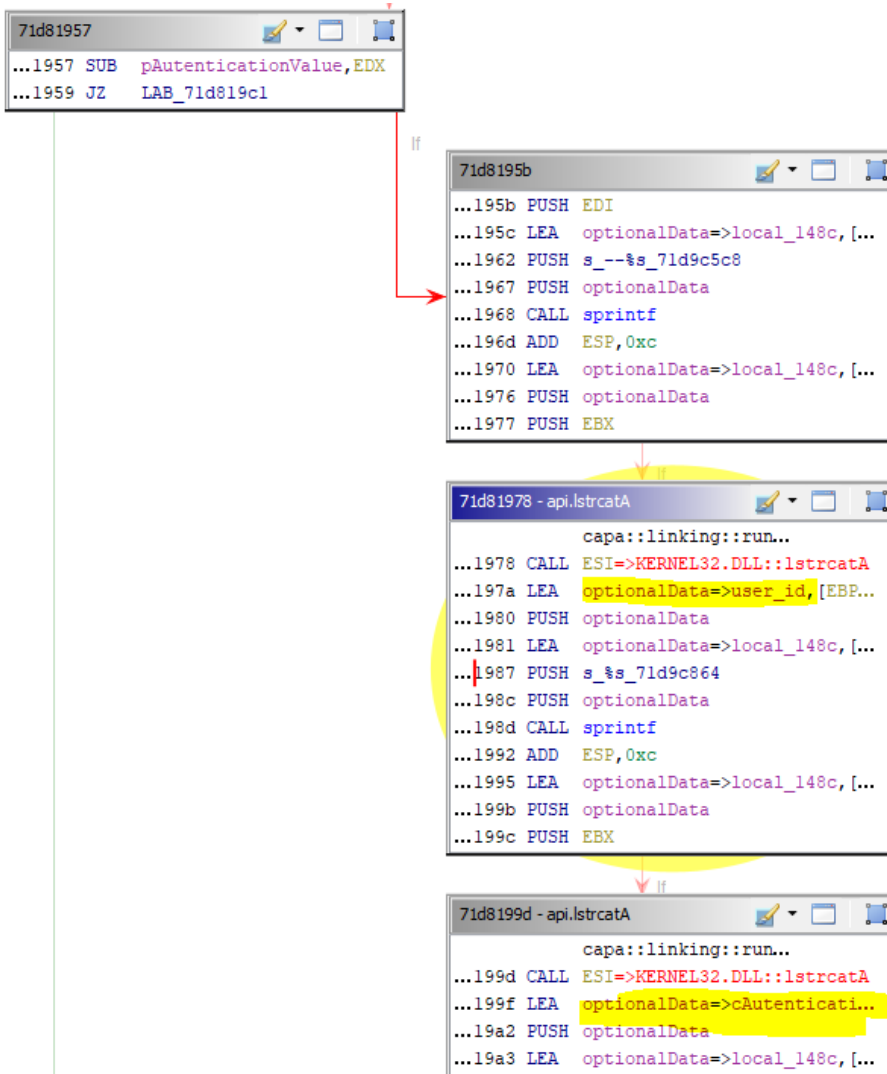 71d81957
...1957 SUB pAutenticationValue,EDX
...1959 JZ LAB_71d819c1
If
71d8195b
...195b PUSH EDI
...195c LEA optionalData=>local_148c,[...
...1962 PUSH s_--%s_71d9c5c8
...1967 PUSH optionalData
...1968 CALL sprintf
...196d ADD ESP,0xc
...1970 LEA optionalData=>local_148c,[...
...1976 PUSH optionalData
...1977 PUSH EBX
If
71d81978 - api.lstrcatA
capa::linking::run...
...1978 CALL ESI=>KERNEL32.DLL::lstrcatA
...197a LEA optionalData=>user_id,[EBP...
...1980 PUSH optionalData
...1981 LEA optionalData=>local_148c,[...
...1987 PUSH s_%s_71d9c864
...198c PUSH optionalData
...198d CALL sprintf
...1992 ADD ESP,0xc
...1995 LEA optionalData=>local_148c,[...
...199b PUSH optionalData
...199c PUSH EBX
If
71d8199d - api.lstrcatA
capa::linking::run...
...199d CALL ESI=>KERNEL32.DLL::lstrcatA
...199f LEA optionalData=>cAutenticati...
...19a2 PUSH optionalData
...19a3 LEA optionalData=>local_148c,[...